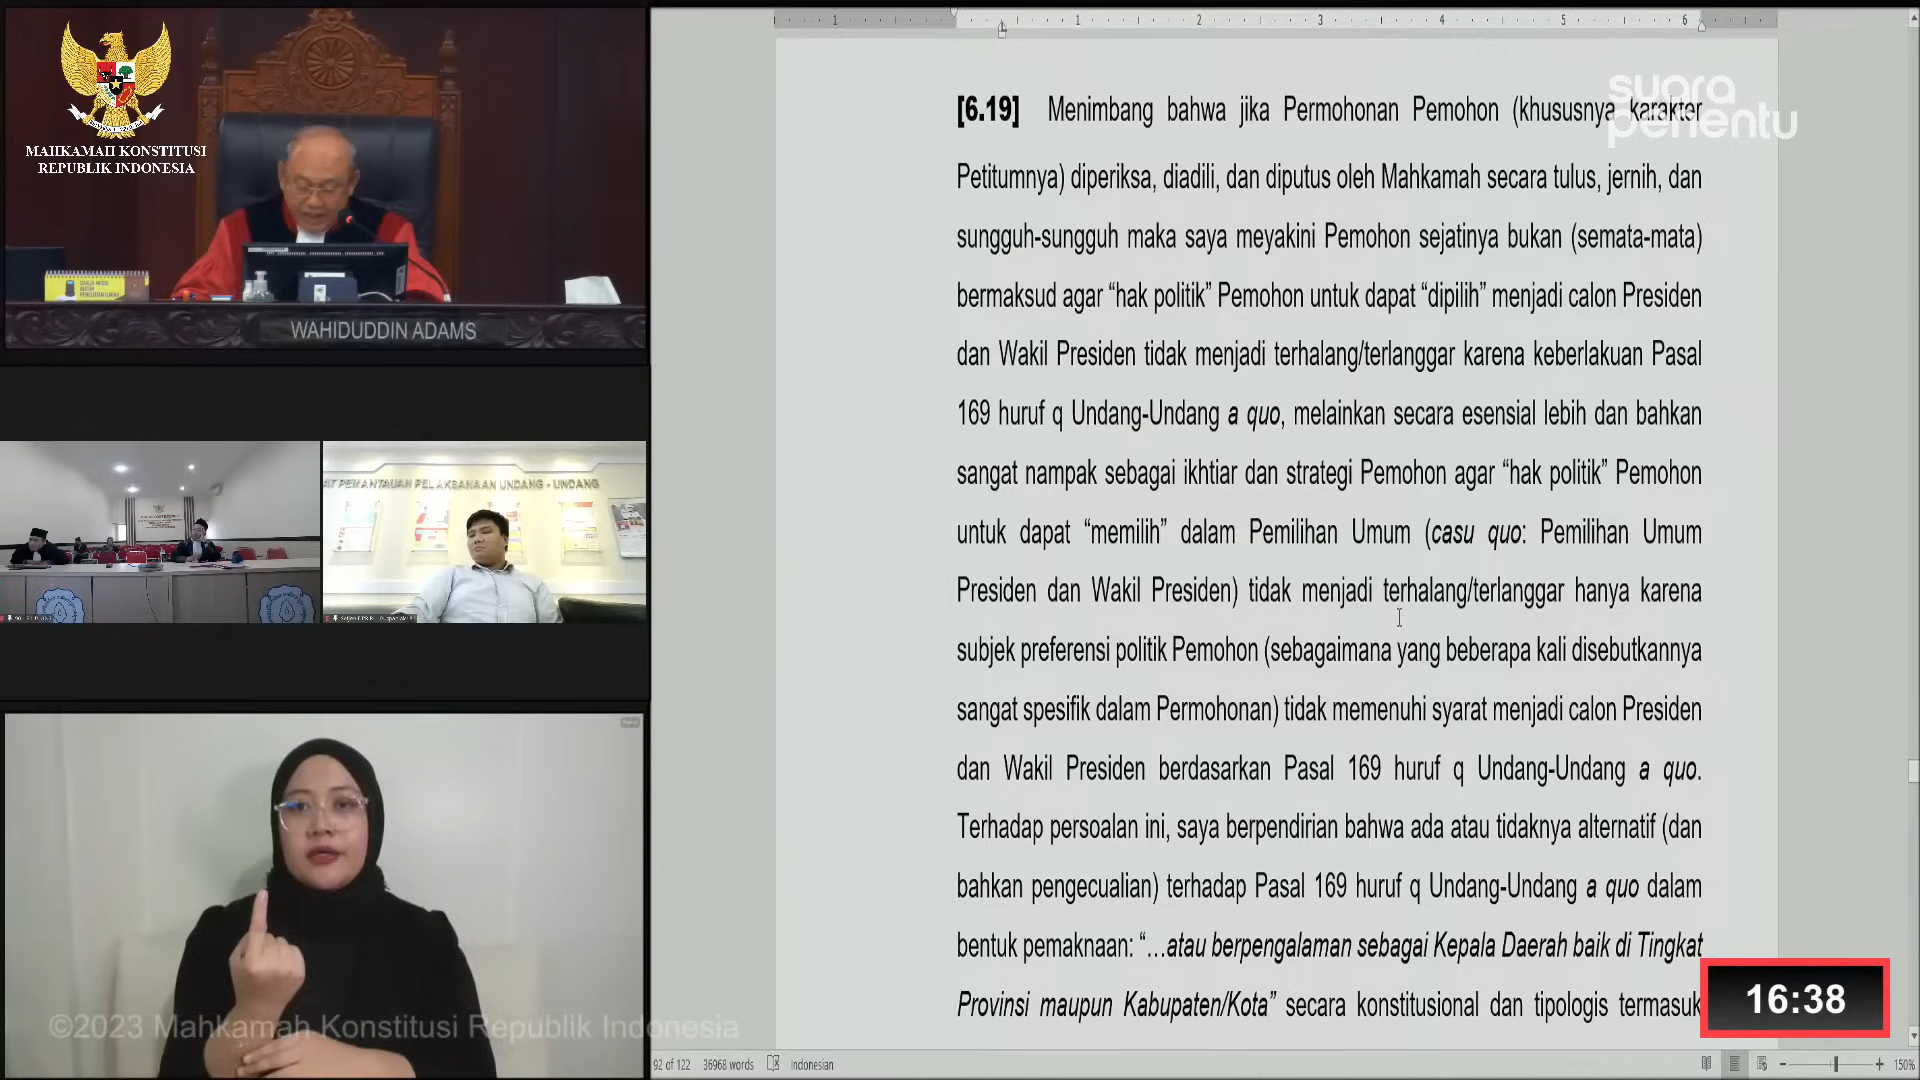 MAHKAMAH KONSTITUSI
REPUBLIK INDONESIA
WAHIDUDDIN ADAMS
PEMANTAUAN PELAKSANAAN UNDANG - UNDANG
©2023 Mahkamah Konstitusi Republik Indonesia
suara
penentu
[6.19] Menimbang bahwa jika Permohonan Pemohon (khususnya karakter
Petitumnya) diperiksa, diadili, dan diputus oleh Mahkamah secara tulus, jernih, dan
sungguh-sungguh maka saya meyakini Pemohon sejatinya bukan (semata-mata)
bermaksud agar “hak politik” Pemohon untuk dapat “dipilih” menjadi calon Presiden
dan Wakil Presiden tidak menjadi terhalang/terlanggar karena keberlakuan Pasal
169 huruf q Undang-Undang a quo, melainkan secara esensial lebih dan bahkan
sangat nampak sebagai ikhtiar dan strategi Pemohon agar “hak politik” Pemohon
untuk dapat “memilih” dalam Pemilihan Umum (casu quo: Pemilihan Umum
Presiden dan Wakil Presiden) tidak menjadi terhalang/terlanggar hanya karena
subjek preferensi politik Pemohon (sebagaimana yang beberapa kali disebutkannya
sangat spesifik dalam Permohonan) tidak memenuhi syarat menjadi calon Presiden
dan Wakil Presiden berdasarkan Pasal 169 huruf q Undang-Undang a quo.
Terhadap persoalan ini, saya berpendirian bahwa ada atau tidaknya alternatif (dan
bahkan pengecualian) terhadap Pasal 169 huruf q Undang-Undang a quo dalam
bentuk pemaknaan: “…atau berpengalaman sebagai Kepala Daerah baik di Tingkat
Provinsi maupun Kabupaten/Kota” secara konstitusional dan tipologis termasuk
16:38
92 of 122 36968 words Indonesian
150%